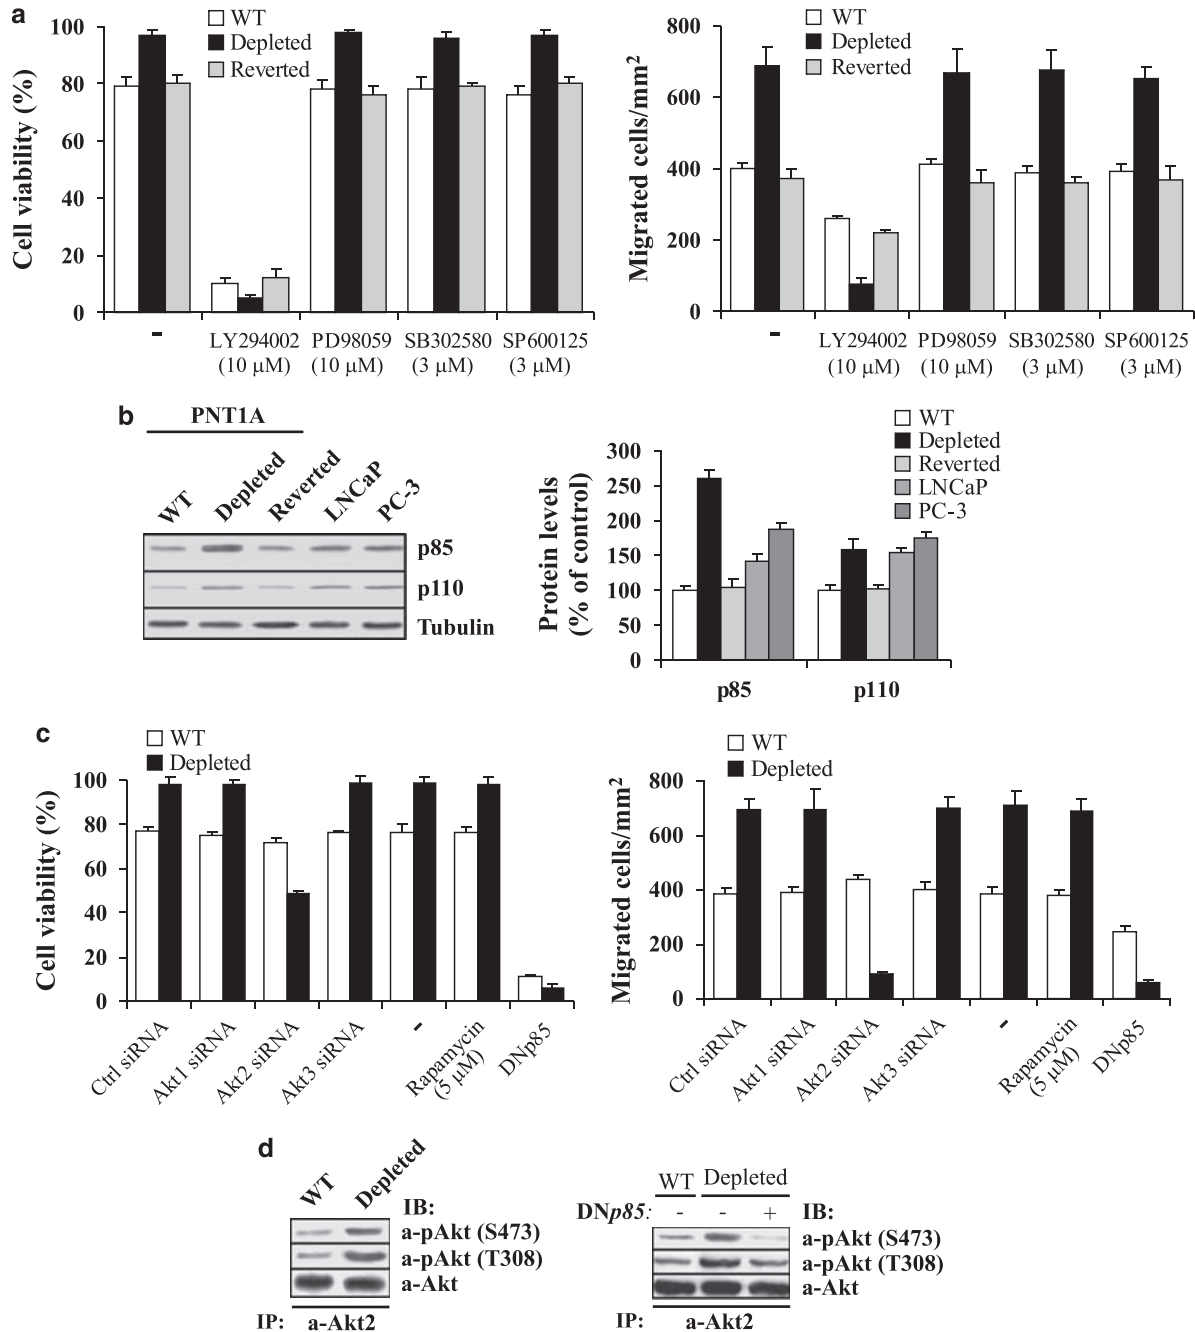 a
WT
Depleted
Reverted
Cell viability (%)
100
80
60
40
20
0
-
LY294002
(10 µM)
PD98059
(10 µM)
SB302580
(3 µM)
SP600125
(3 µM)
WT
Depleted
Reverted
Migrated cells/mm²
800
600
400
200
0
-
LY294002
(10 µM)
PD98059
(10 µM)
SB302580
(3 µM)
SP600125
(3 µM)
b
PNT1A
WT
Depleted
Reverted
LNCaP
PC-3
p85
p110
Tubulin
WT
Depleted
Reverted
LNCaP
PC-3
Protein levels
(% of control)
300
250
200
150
100
50
0
p85
p110
c
WT
Depleted
Cell viability (%)
100
80
60
40
20
0
Ctrl siRNA
Akt1 siRNA
Akt2 siRNA
Akt3 siRNA
-
Rapamycin
(5 µM)
DNp85
WT
Depleted
Migrated cells/mm²
800
600
400
200
0
Ctrl siRNA
Akt1 siRNA
Akt2 siRNA
Akt3 siRNA
-
Rapamycin
(5 µM)
DNp85
d
WT
Depleted
IB:
a-pAkt (S473)
a-pAkt (T308)
a-Akt
IP: a-Akt2
WT Depleted
DNp85: - - + IB:
a-pAkt (S473)
a-pAkt (T308)
a-Akt
IP: a-Akt2